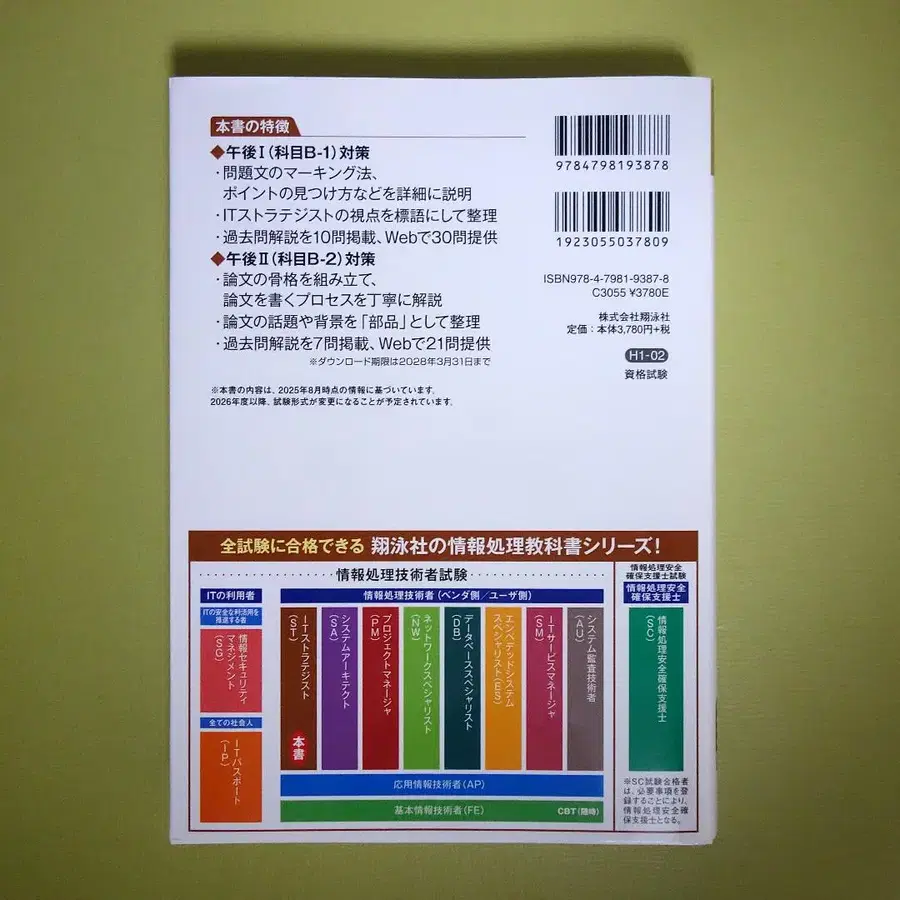 本書の特徴
◆午後Ⅰ(科目B-1)対策
・問題文のマーキング法、
ポイントの見つけ方などを詳細に説明
・ITストラテジストの視点を標語にして整理
・過去問解説を10問掲載、Webで30問提供
◆午後Ⅱ(科目B-2)対策
・論文の骨格を組み立て、
論文を書くプロセスを丁寧に解説
・論文の話題や背景を「部品」として整理
・過去問解説を7問掲載、Webで21問提供
※ダウンロード期限は2028年3月31日まで
※本書の内容は、2025年8月時点の情報に基づいています。
2026年度以降、試験形式が変更になることが予定されています。
9784798193878
1923055037809
ISBN978-4-7981-9387-8
C3055 ¥3780E
株式会社翔泳社
定価:本体3,780円+税
H1-02
資格試験
全試験に合格できる 翔泳社の情報処理教科書シリーズ!
情報処理技術者試験
ITの利用者
ITの安全な利活用を
推進する者
情報セキュリティ
マネジメント
(SG)
全ての社会人
ITパスポート
(IP)
情報処理技術者(ベンダ側/ユーザ側)
ITストラテジスト
(ST)
本書
システムアーキテクト
(SA)
プロジェクトマネージャ
(PM)
ネットワークスペシャリスト
(NW)
データベーススペシャリスト
(DB)
エンベデッドシステム
スペシャリスト(ES)
ITサービスマネージャ
(SM)
システム監査技術者
(AU)
応用情報技術者(AP)
基本情報技術者(FE)
CBT(随時)
情報処理安全
確保支援士試験
情報処理安全
確保支援士
情報処理安全確保支援士
(SC)
※SC試験合格者
は、必要事項を登
録することにより、
情報処理安全確
保支援士となる。